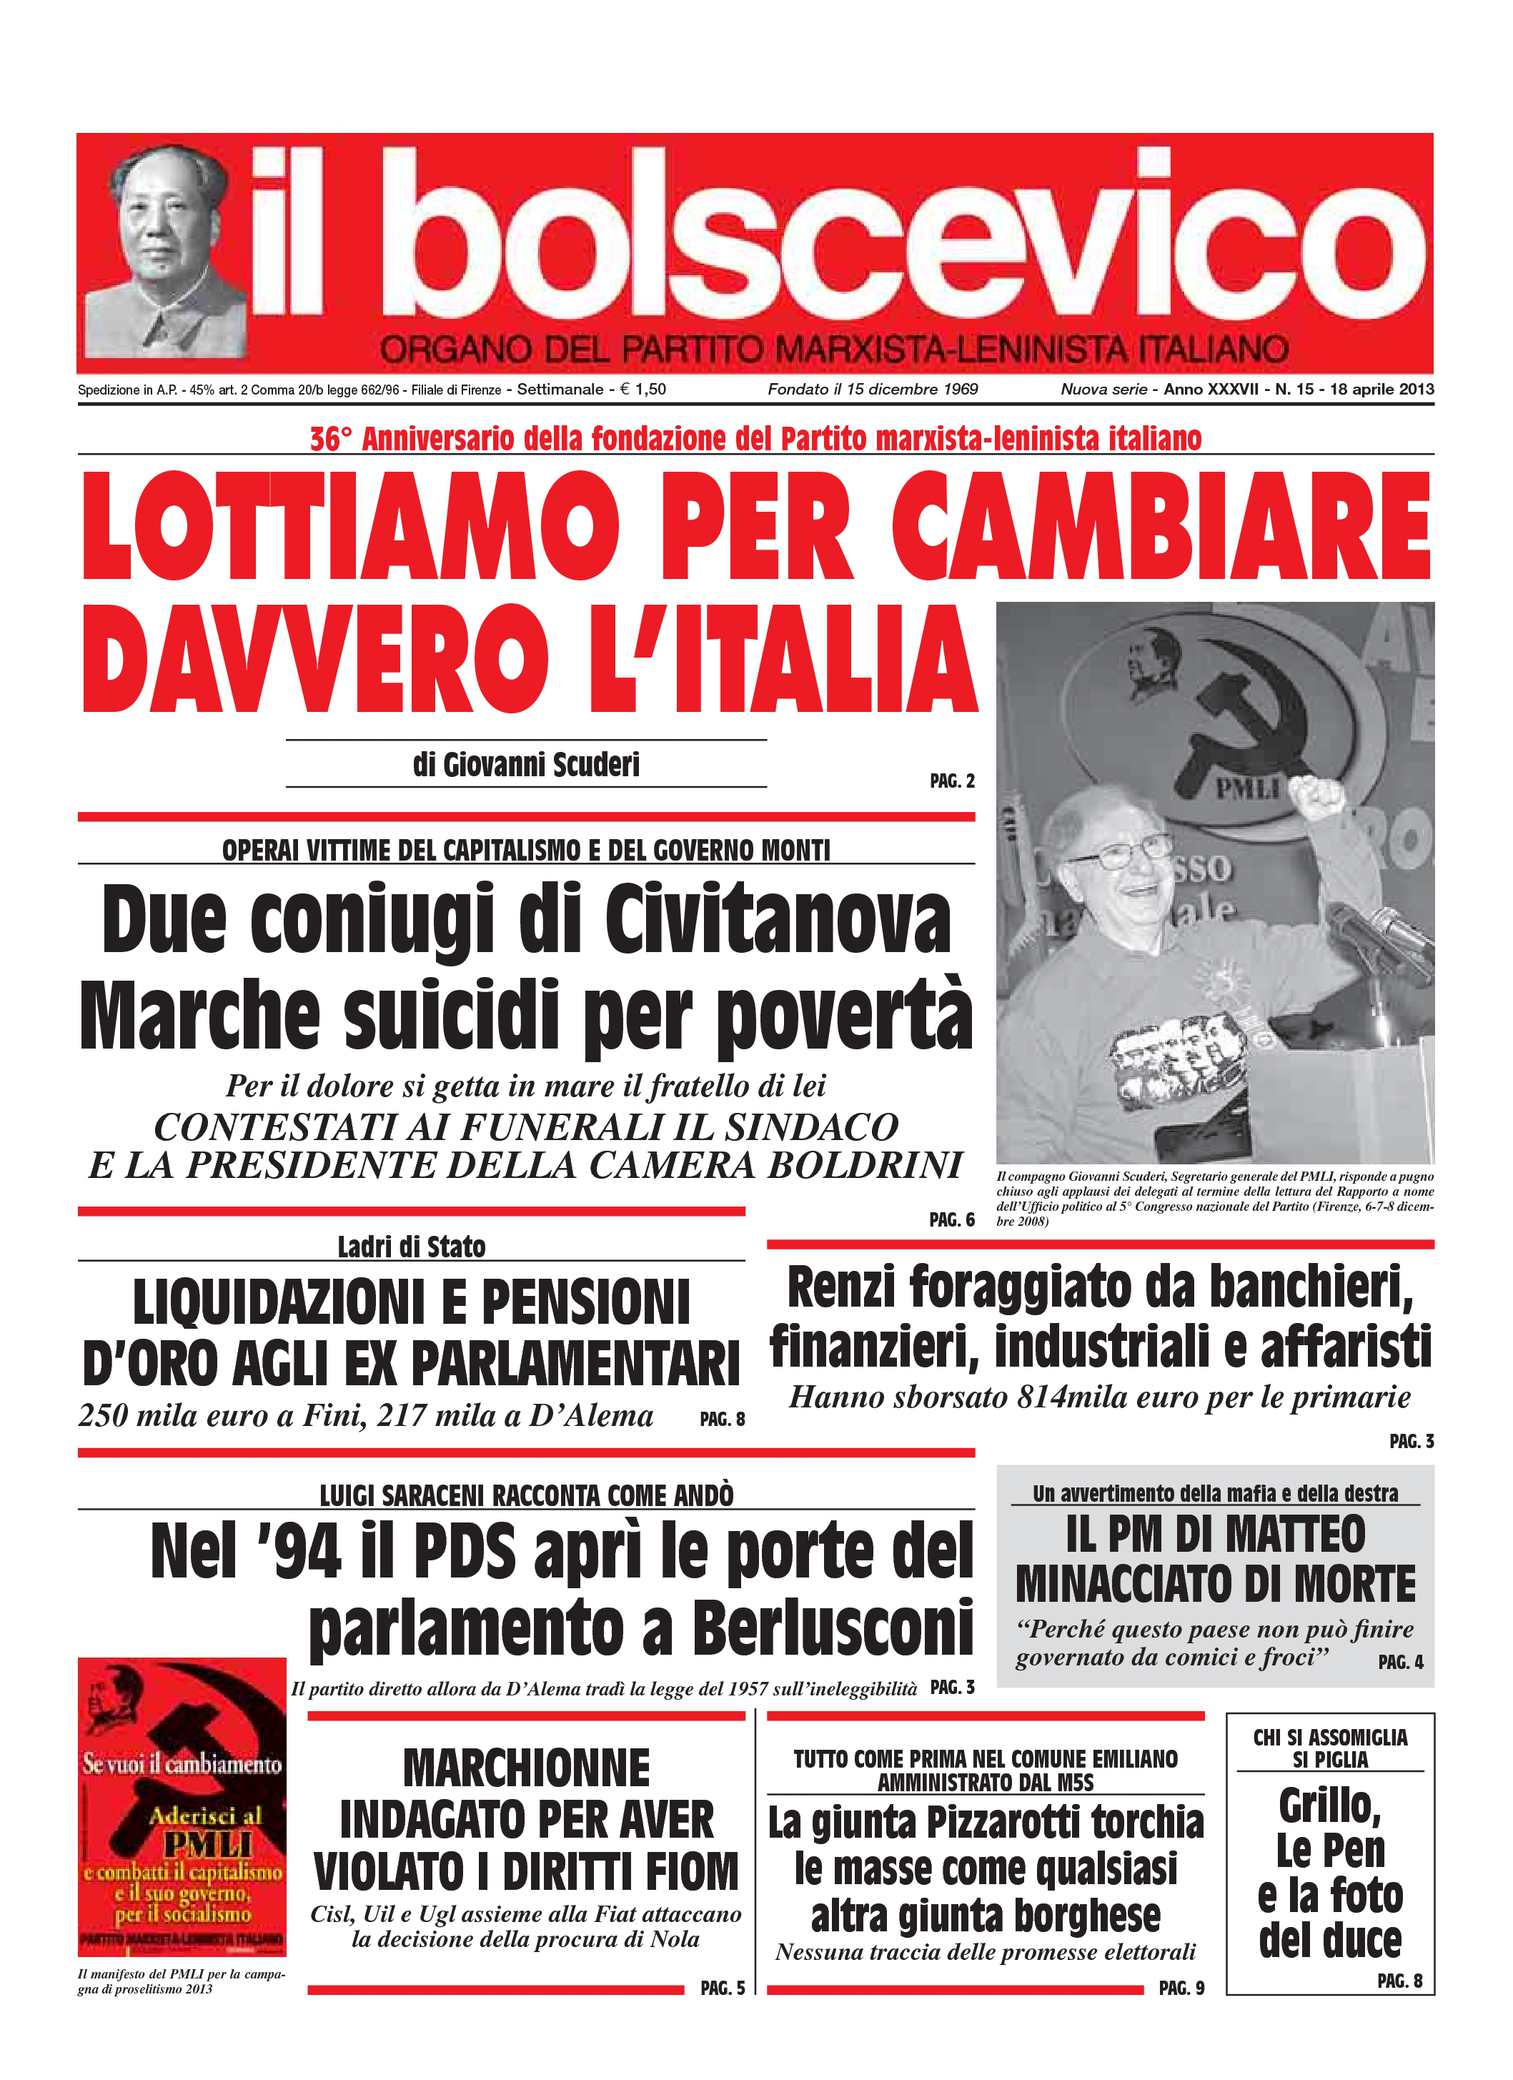 il bolscevico
ORGANO DEL PARTITO MARXISTA-LENINISTA ITALIANO
Spedizione in A.P. - 45% art. 2 Comma 20/b legge 662/96 - Filiale di Firenze - Settimanale - € 1,50
Fondato il 15 dicembre 1969
Nuova serie - Anno XXXVII - N. 15 - 18 aprile 2013
36° Anniversario della fondazione del Partito marxista-leninista italiano
LOTTIAMO PER CAMBIARE
DAVVERO L'ITALIA
di Giovanni Scuderi
PAG. 2
PMLI
Il compagno Giovanni Scuderi, Segretario generale del PMLI, risponde a pugno
chiuso agli applausi dei delegati al termine della lettura del Rapporto a nome
dell'Ufficio politico al 5° Congresso nazionale del Partito (Firenze, 6-7-8 dicem-
bre 2008)
OPERAI VITTIME DEL CAPITALISMO E DEL GOVERNO MONTI
Due coniugi di Civitanova
Marche suicidi per povertà
Per il dolore si getta in mare il fratello di lei
CONTESTATI AI FUNERALI IL SINDACO
E LA PRESIDENTE DELLA CAMERA BOLDRINI
PAG. 6
Ladri di Stato
LIQUIDAZIONI E PENSIONI
D'ORO AGLI EX PARLAMENTARI
250 mila euro a Fini, 217 mila a D'Alema
PAG. 8
Renzi foraggiato da banchieri,
finanzieri, industriali e affaristi
Hanno sborsato 814mila euro per le primarie
PAG. 3
LUIGI SARACENI RACCONTA COME ANDÒ
Nel '94 il PDS aprì le porte del
parlamento a Berlusconi
Il partito diretto allora da D'Alema tradì la legge del 1957 sull'ineleggibilità
PAG. 3
Un avvertimento della mafia e della destra
IL PM DI MATTEO
MINACCIATO DI MORTE
“Perché questo paese non può finire
governato da comici e froci”
PAG. 4
Se vuoi il cambiamento
Aderisci al
PMLI
e combatti il capitalismo
e il suo governo,
per il socialismo
PARTITO MARXISTA-LENINISTA ITALIANO
Il manifesto del PMLI per la campa-
gna di proselitismo 2013
MARCHIONNE
INDAGATO PER AVER
VIOLATO I DIRITTI FIOM
Cisl, Uil e Ugl assieme alla Fiat attaccano
la decisione della procura di Nola
PAG. 5
TUTTO COME PRIMA NEL COMUNE EMILIANO
AMMINISTRATO DAL M5S
La giunta Pizzarotti torchia
le masse come qualsiasi
altra giunta borghese
Nessuna traccia delle promesse elettorali
PAG. 9
CHI SI ASSOMIGLIA
SI PIGLIA
Grillo,
Le Pen
e la foto
del duce
PAG. 8